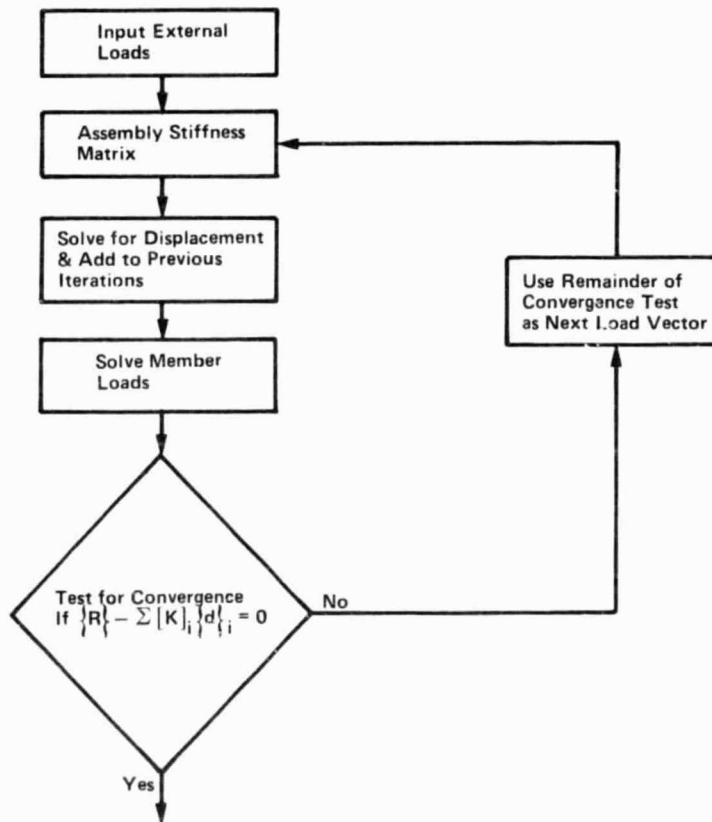 Input External
Loads
Assembly Stiffness
Matrix
Solve for Displacement
& Add to Previous
Iterations
Solve Member
Loads
Use Remainder of
Convergance Test
as Next Load Vector
Test for Convergence
If {R} − Σ [K]i{d}i = 0
No
Yes